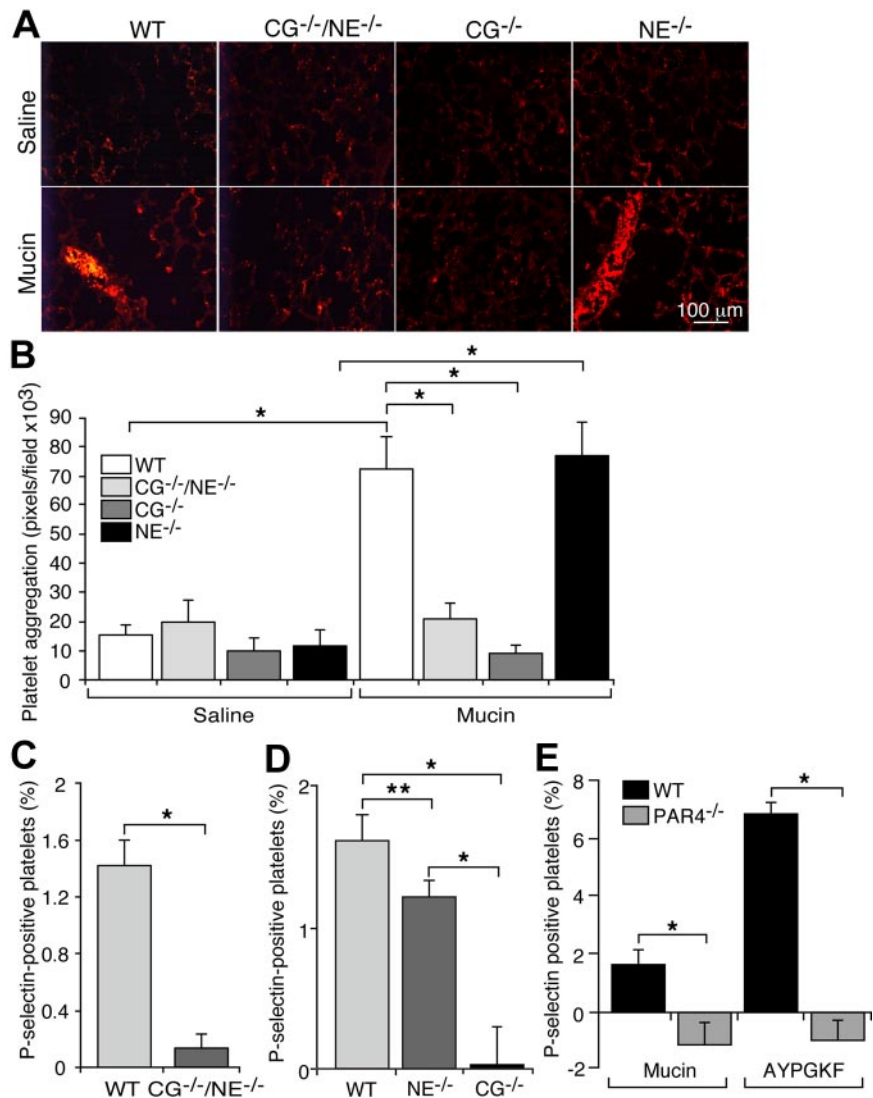 A
WT CG-/-/NE-/- CG-/- NE-/-
Saline
Mucin
100 µm
B
Platelet aggregation (pixels/field x10³)
90
80
70
60
50
40
30
20
10
0
WT
CG-/-/NE-/-
CG-/-
NE-/-
*
*
*
*
Saline Mucin
C
P-selectin-positive platelets (%)
2
1.6
1.2
0.8
0.4
0
*
WT CG-/-/NE-/-
D
P-selectin-positive platelets (%)
2
1
0
*
**
*
WT NE-/- CG-/-
E
P-selectin positive platelets (%)
8
6
4
2
0
-2
WT
PAR4-/-
*
*
Mucin AYPGKF